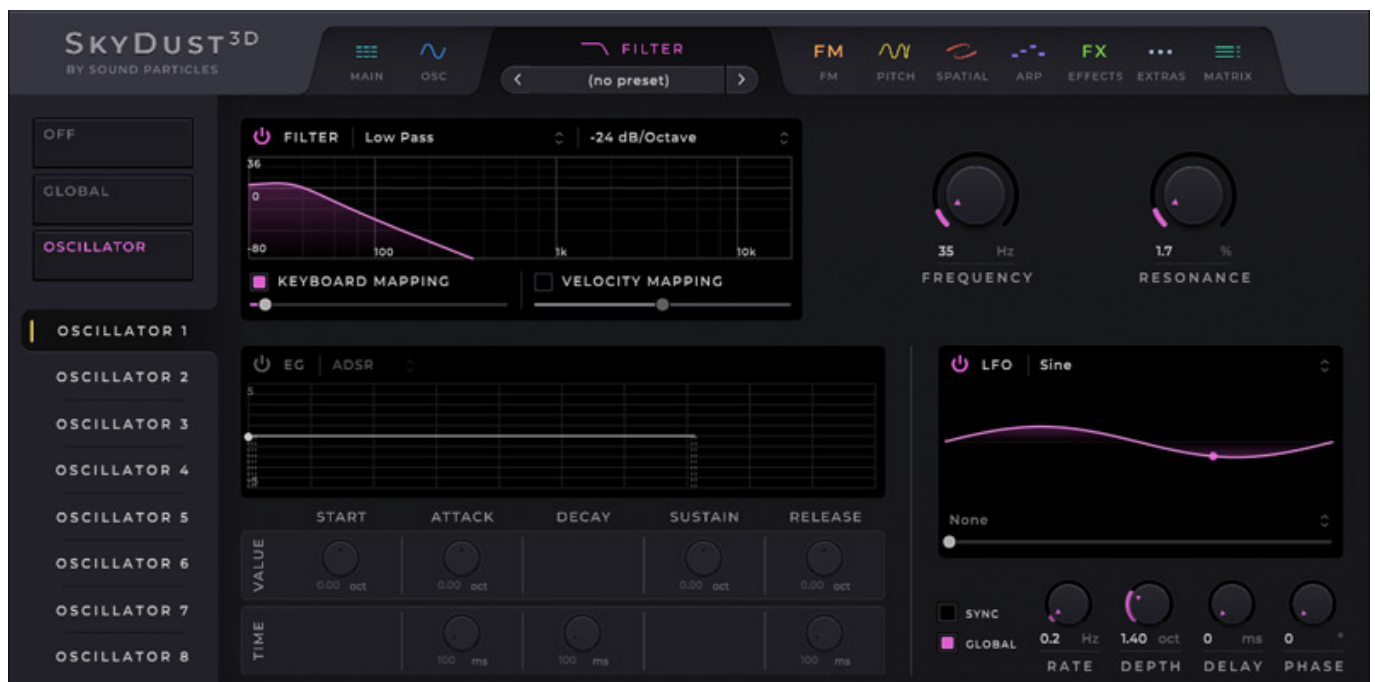 SKYDUST3D
BY SOUND PARTICLES
MAIN
OSC
FILTER
(no preset)
FM
FM
PITCH
SPATIAL
ARP
FX
EFFECTS
EXTRAS
MATRIX
OFF
GLOBAL
OSCILLATOR
OSCILLATOR 1
OSCILLATOR 2
OSCILLATOR 3
OSCILLATOR 4
OSCILLATOR 5
OSCILLATOR 6
OSCILLATOR 7
OSCILLATOR 8
FILTER Low Pass -24 dB/Octave
36
0
-80 100 1k 10k
KEYBOARD MAPPING VELOCITY MAPPING
35 Hz
FREQUENCY
1.7 %
RESONANCE
EG ADSR
5
-5
START ATTACK DECAY SUSTAIN RELEASE
VALUE
0.00 oct 0.00 oct 0.00 oct 0.00 oct
TIME
100 ms 100 ms 100 ms
LFO Sine
None
SYNC
GLOBAL
0.2 Hz 1.40 oct 0 ms 0 °
RATE DEPTH DELAY PHASE